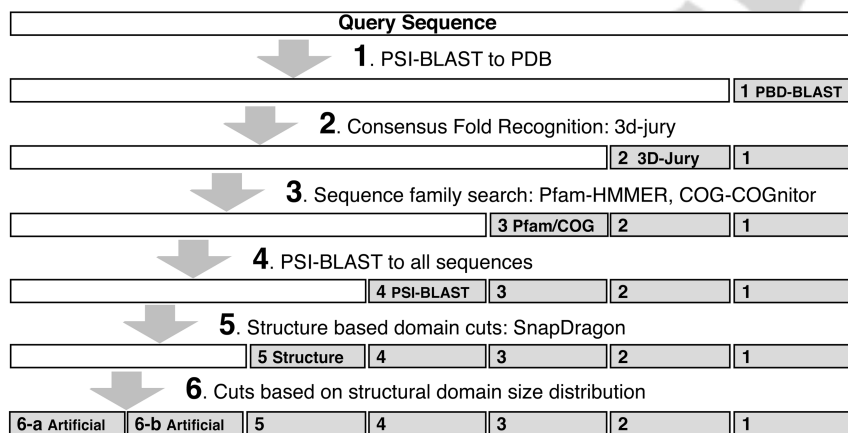 Query Sequence
1. PSI-BLAST to PDB
1 PBD-BLAST
2. Consensus Fold Recognition: 3d-jury
2 3D-Jury 1
3. Sequence family search: Pfam-HMMER, COG-COGnitor
3 Pfam/COG 2 1
4. PSI-BLAST to all sequences
4 PSI-BLAST 3 2 1
5. Structure based domain cuts: SnapDragon
5 Structure 4 3 2 1
6. Cuts based on structural domain size distribution
6-a Artificial 6-b Artificial 5 4 3 2 1